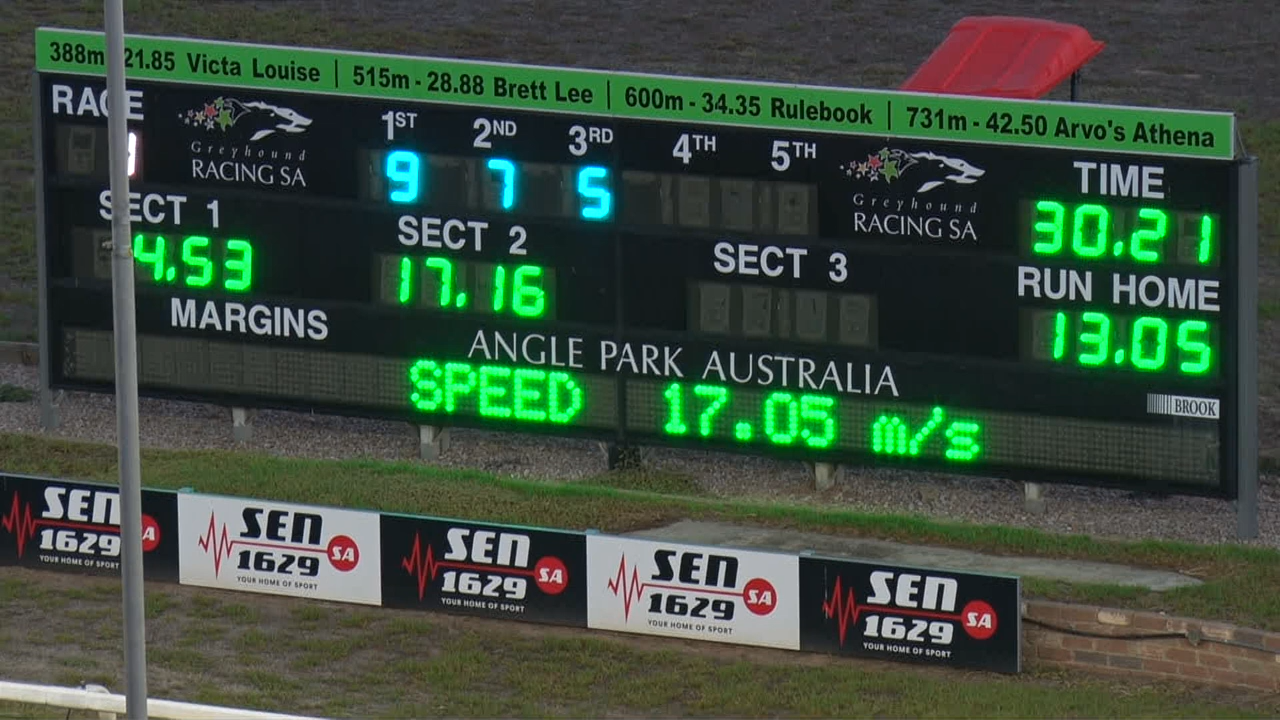 388m 21.85 Victa Louise | 515m - 28.88 Brett Lee | 600m - 34.35 Rulebook | 731m - 42.50 Arvo's Athena
RACE
Greyhound
RACING SA
1ST 2ND 3RD 4TH 5TH
9 7 5
Greyhound
RACING SA
TIME
30.21
SECT 1
4.53
SECT 2
17.16
SECT 3
RUN HOME
13.05
MARGINS
ANGLE PARK AUSTRALIA
SPEED 17.05 m/s
BROOK
SEN
1629
YOUR HOME OF SPORT
SEN
1629 SA
YOUR HOME OF SPORT
SEN
1629 SA
YOUR HOME OF SPORT
SEN
1629 SA
YOUR HOME OF SPORT
SEN
1629 SA
YOUR HOME OF SPORT